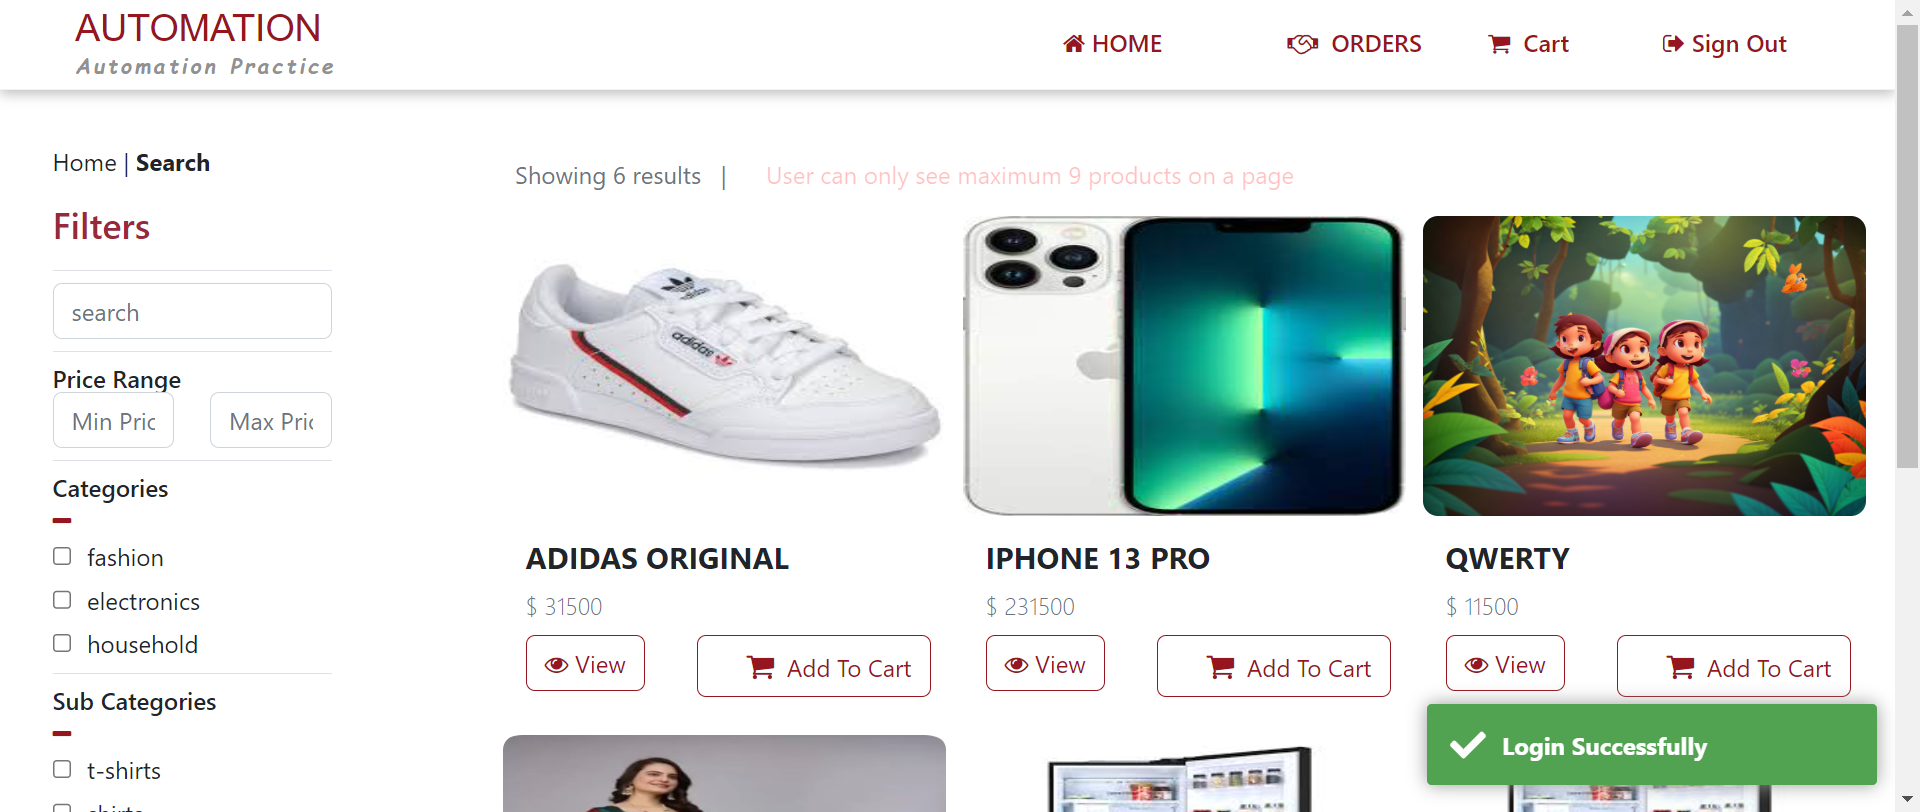 AUTOMATION
Automation Practice
HOME
ORDERS
Cart
Sign Out
Home | Search
Filters
search
Price Range
Min Pric
Max Pric
Categories
fashion
electronics
household
Sub Categories
t-shirts
shirts
Showing 6 results |
User can only see maximum 9 products on a page
adidas
ADIDAS ORIGINAL
$ 31500
View
Add To Cart
IPHONE 13 PRO
$ 231500
View
Add To Cart
QWERTY
$ 11500
View
Add To Cart
Login Successfully